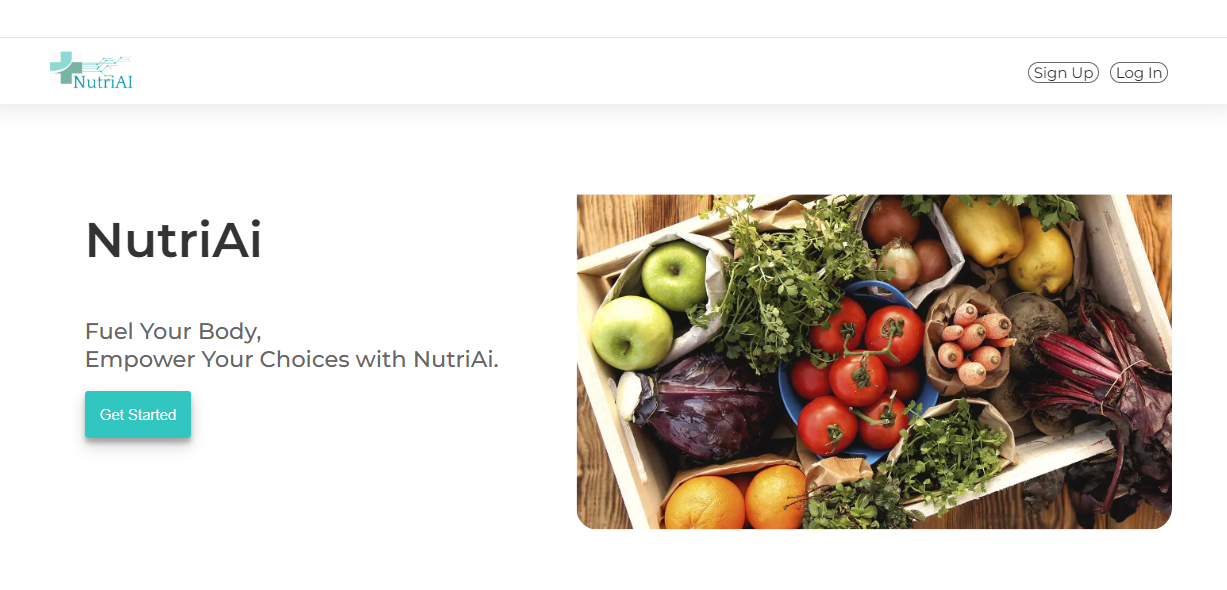 NutriAI
Sign Up
Log In
NutriAi
Fuel Your Body,
Empower Your Choices with NutriAi.
Get Started